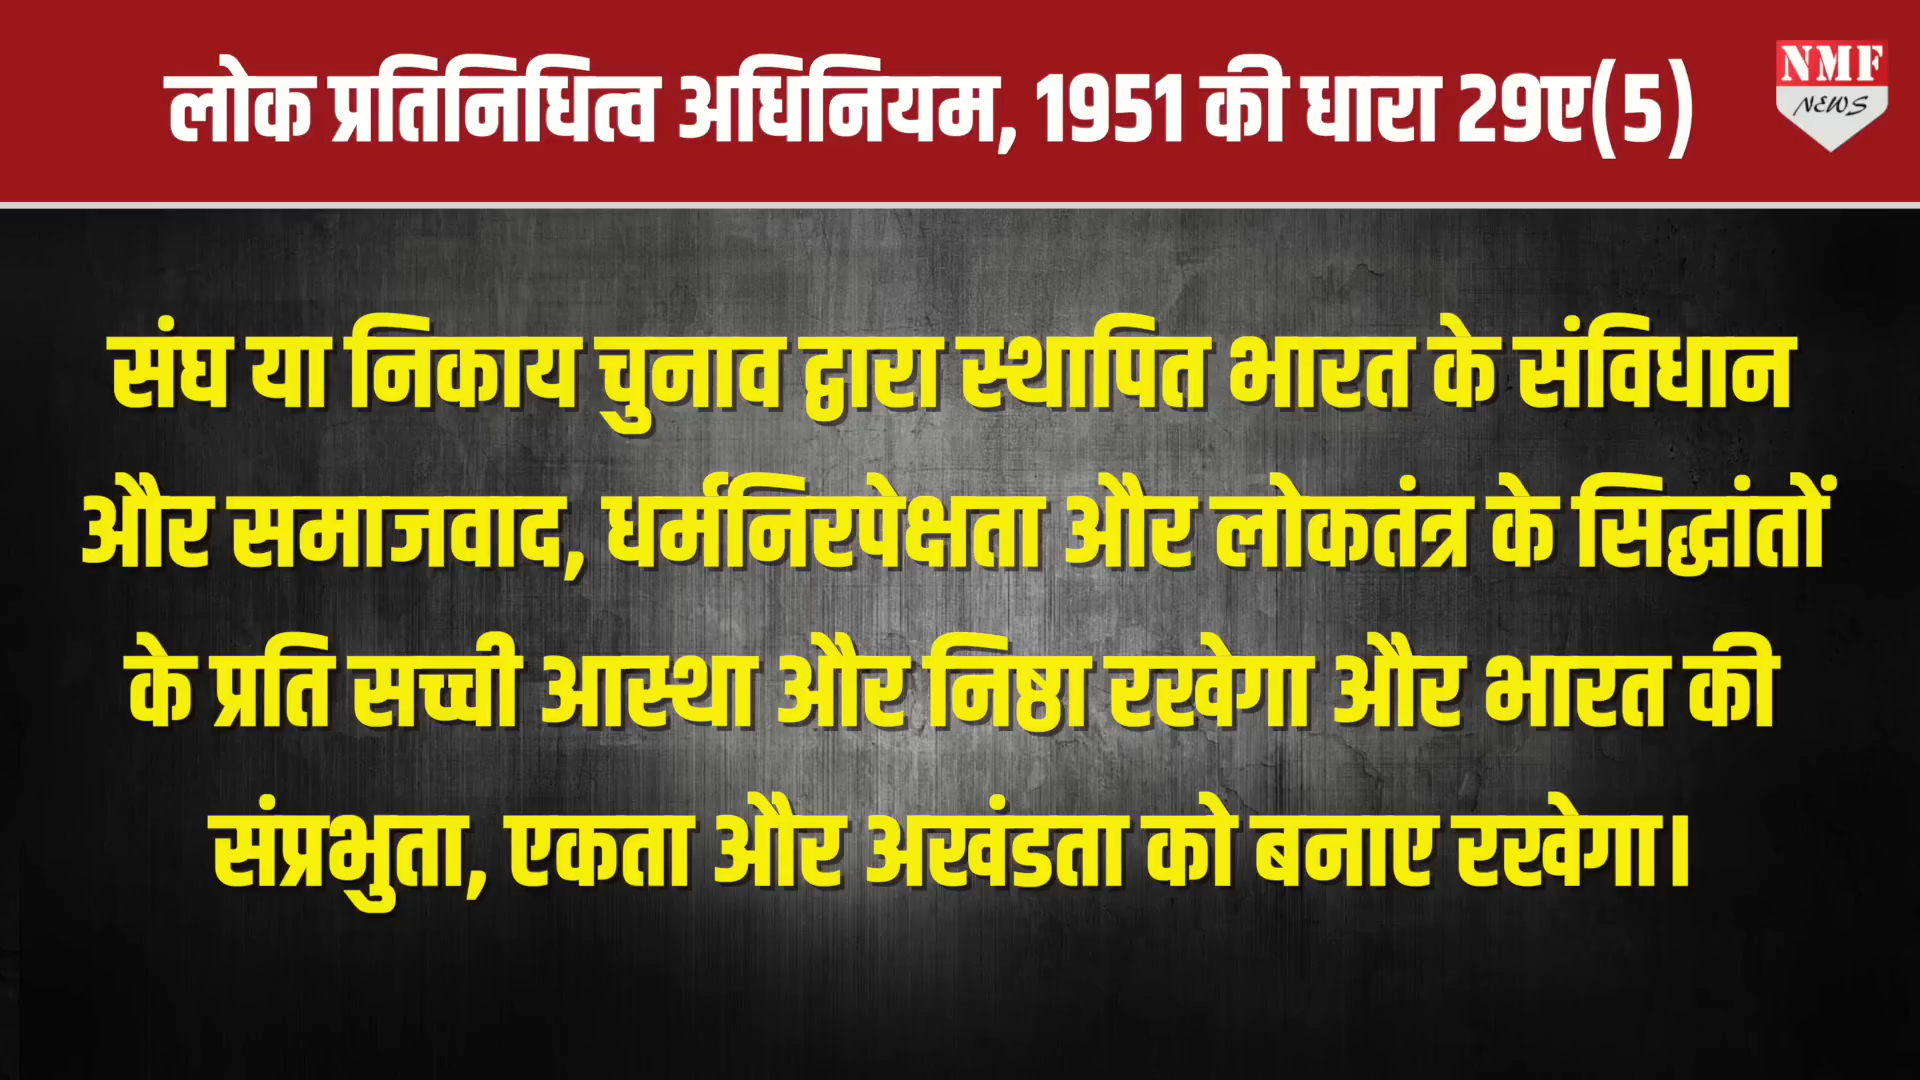 लोक प्रतिनिधित्व अधिनियम, 1951 की धारा 29ए(5)
NMF
NEWS
संघ या निकाय चुनाव द्वारा स्थापित भारत के संविधान
और समाजवाद, धर्मनिरपेक्षता और लोकतंत्र के सिद्धांतों
के प्रति सच्ची आस्था और निष्ठा रखेगा और भारत की
संप्रभुता, एकता और अखंडता को बनाए रखेगा।